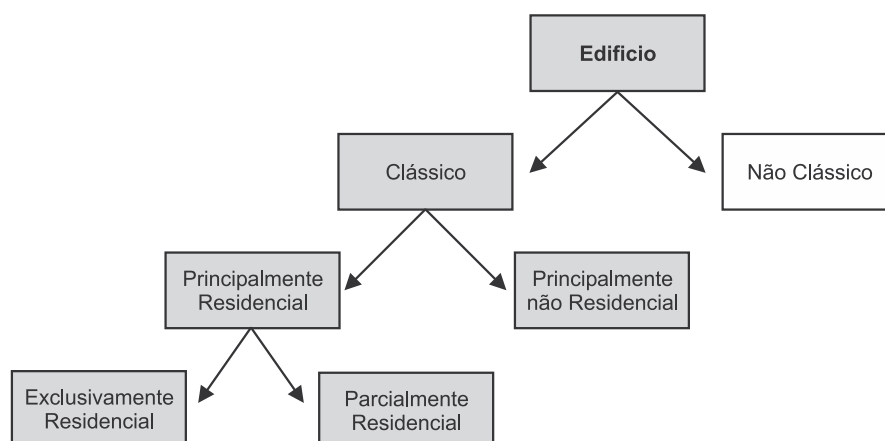 Edificio
Clássico
Não Clássico
Principalmente
Residencial
Principalmente
não Residencial
Exclusivamente
Residencial
Parcialmente
Residencial